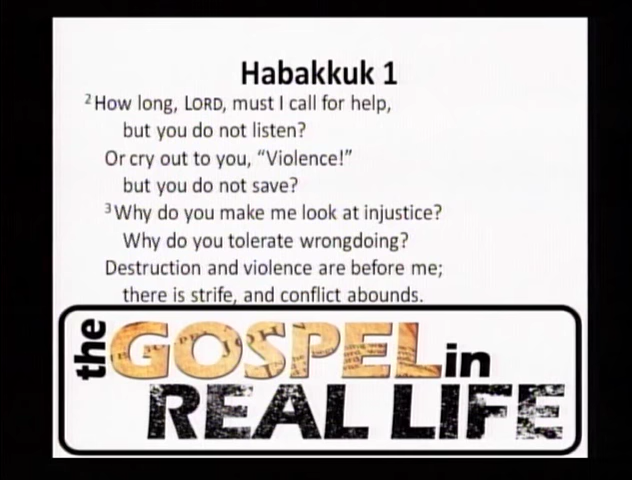 Habakkuk 1
2How long, LORD, must I call for help,
but you do not listen?
Or cry out to you, “Violence!”
but you do not save?
3Why do you make me look at injustice?
Why do you tolerate wrongdoing?
Destruction and violence are before me;
there is strife, and conflict abounds.
the GOSPEL in
REAL LIFE